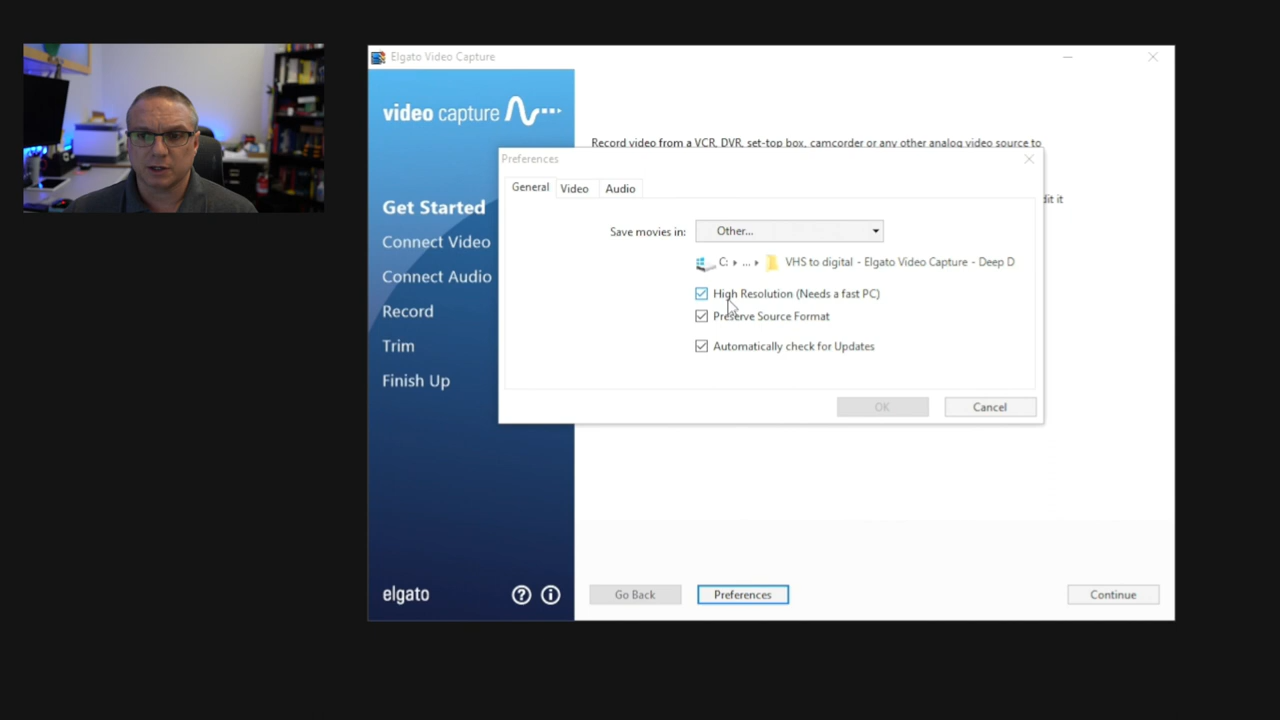 Elgato Video Capture
video capture
Get Started
Connect Video
Connect Audio
Record
Trim
Finish Up
elgato
Record video from a VCR, DVR, set-top box, camcorder or any other analog video source to
dit it
Preferences
General Video Audio
Save movies in: Other...
C: ... VHS to digital - Elgato Video Capture - Deep D
High Resolution (Needs a fast PC)
Preserve Source Format
Automatically check for Updates
OK Cancel
Go Back Preferences Continue